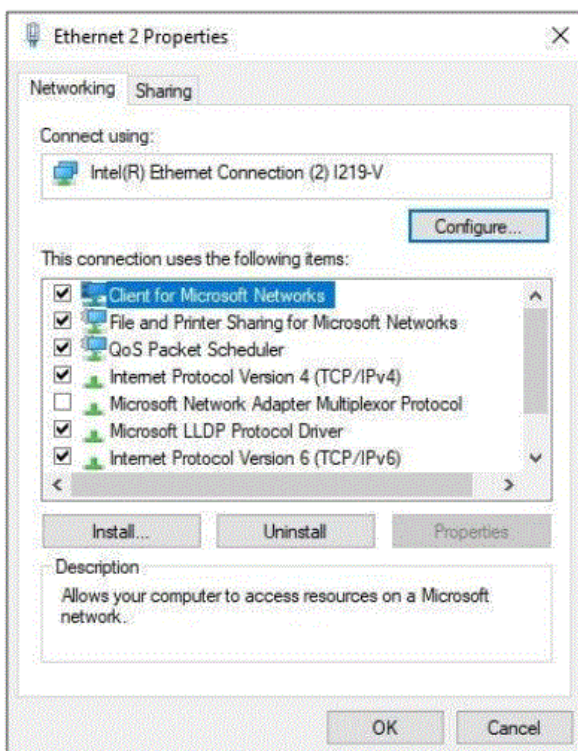 Ethernet 2 Properties
Networking
Sharing
Connect using:
Intel(R) Ethernet Connection (2) I219-V
Configure...
This connection uses the following items:
Client for Microsoft Networks
File and Printer Sharing for Microsoft Networks
QoS Packet Scheduler
Internet Protocol Version 4 (TCP/IPv4)
Microsoft Network Adapter Multiplexor Protocol
Microsoft LLDP Protocol Driver
Internet Protocol Version 6 (TCP/IPv6)
Install...
Uninstall
Properties
Description
Allows your computer to access resources on a Microsoft
network.
OK
Cancel